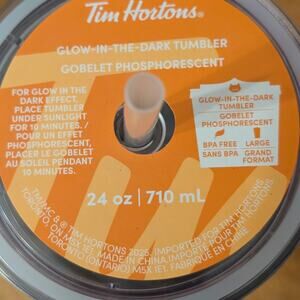 Tim Hortons®
GLOW-IN-THE-DARK TUMBLER
GOBELET PHOSPHORESCENT
FOR GLOW IN THE
DARK EFFECT,
PLACE TUMBLER
UNDER SUNLIGHT
FOR 10 MINUTES. /
POUR UN EFFET
PHOSPHORESCENT,
PLACER LE GOBELET
AU SOLEIL PENDANT
10 MINUTES.
GLOW-IN-THE-DARK
TUMBLER
GOBELET
PHOSPHORESCENT
BPA FREE
SANS BPA
LARGE
GRAND
FORMAT
24 oz | 710 mL
TM/MC & © TIM HORTONS 2025. IMPORTED FOR TIM HORTONS
TORONTO, ON M5X 1E1. MADE IN CHINA. IMPORTÉ POUR TIM HORTONS
TORONTO (ONTARIO) M5X 1E1. FABRIQUÉ EN CHINE